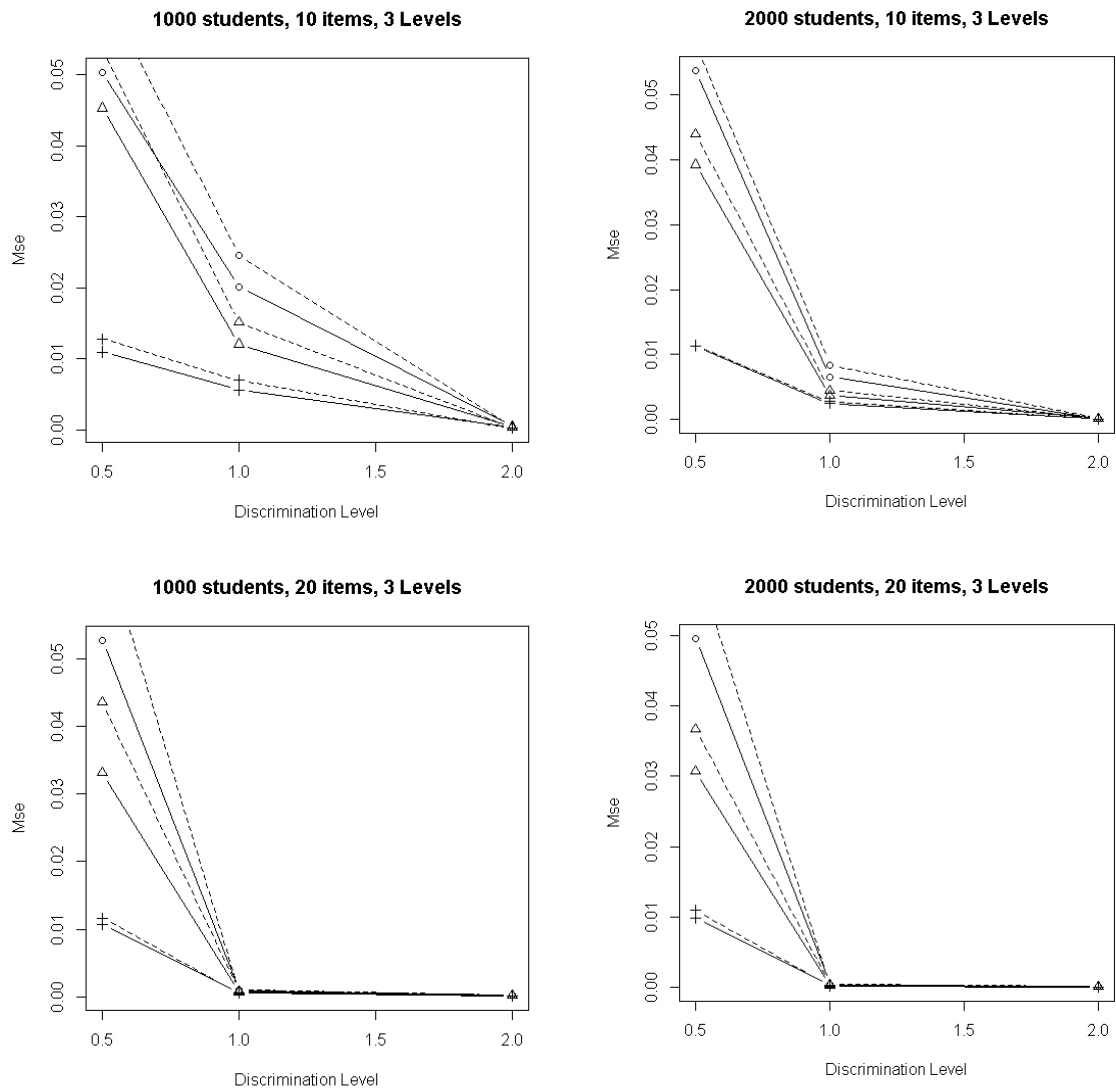 1000 students, 10 items, 3 Levels
Mse
0.05
0.04
0.03
0.02
0.01
0.00
0.5 1.0 1.5 2.0
Discrimination Level
2000 students, 10 items, 3 Levels
Mse
0.05
0.04
0.03
0.02
0.01
0.00
0.5 1.0 1.5 2.0
Discrimination Level
1000 students, 20 items, 3 Levels
Mse
0.05
0.04
0.03
0.02
0.01
0.00
0.5 1.0 1.5 2.0
Discrimination Level
2000 students, 20 items, 3 Levels
Mse
0.05
0.04
0.03
0.02
0.01
0.00
0.5 1.0 1.5 2.0
Discrimination Level